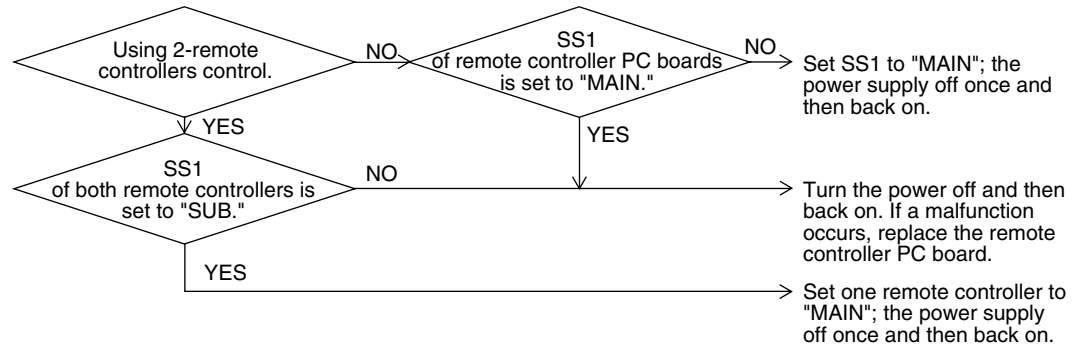 Using 2-remote
controllers control.
NO
SS1
of remote controller PC boards
is set to "MAIN."
NO
Set SS1 to "MAIN"; the
power supply off once and
then back on.
YES
YES
SS1
of both remote controllers is
set to "SUB."
NO
Turn the power off and then
back on. If a malfunction
occurs, replace the remote
controller PC board.
YES
Set one remote controller to
"MAIN"; the power supply
off once and then back on.